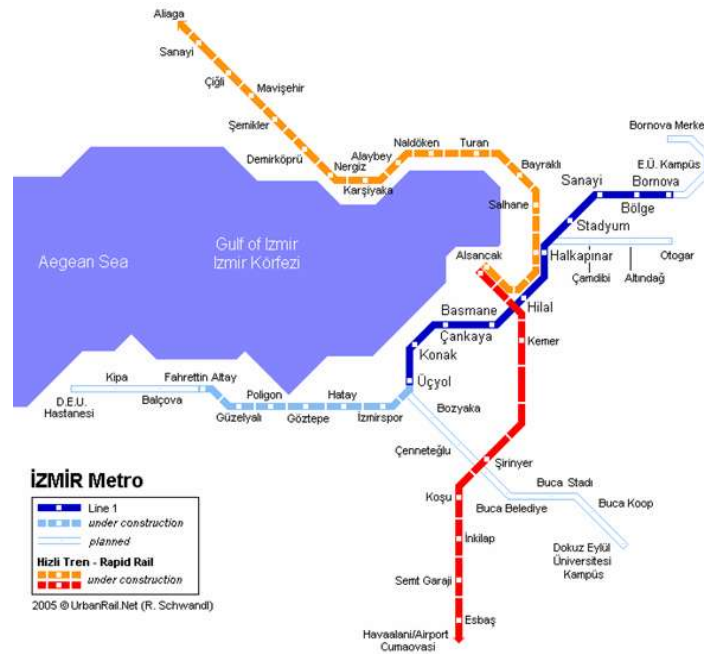 Aliaga
Sanayi
Çiğli
Mavişehir
Şemikler
Demirköprü
Nergiz
Karşiyaka
Alaybey
Naldöken
Turan
Bayraklı
Salhane
Alsancak
Bornova Merke
E.Ü. Kampüs
Sanayi
Bornova
Bölge
Stadyum
Halkapınar
Otogar
Çamdibi
Altındağ
Hilal
Basmane
Çankaya
Konak
Üçyol
Kemer
Aegean Sea
Gulf of Izmir
Izmir Körfezi
Kipa
Fahrettin Altay
D.E.U.
Hastanesi
Balçova
Poligon
Hatay
Güzelyalı
Göztepe
İzmirspor
Bozyaka
Çenneteğlu
Şirinyer
Buca Stadı
Koşu
Buca Belediye
Buca Koop
İnkilap
Dokuz Eylül
Üniversitesi
Kampüs
Semt Garaji
Esbaş
Havaalani/Airport
Cumaovasi
İZMİR Metro
Line 1
under construction
planned
Hizli Tren - Rapid Rail
under construction
2005 © UrbanRail.Net (R. Schwandl)